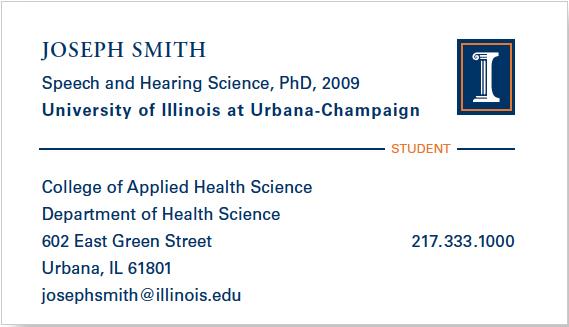 JOSEPH SMITH
Speech and Hearing Science, PhD, 2009
University of Illinois at Urbana-Champaign
I
STUDENT
College of Applied Health Science
Department of Health Science
602 East Green Street
217.333.1000
Urbana, IL 61801
josephsmith@illinois.edu